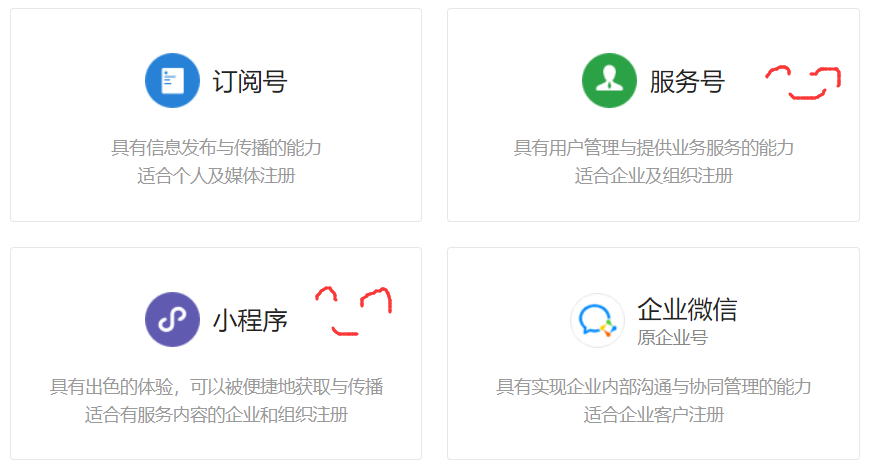 订阅号
具有信息发布与传播的能力
适合个人及媒体注册
服务号
具有用户管理与提供业务服务的能力
适合企业及组织注册
小程序
具有出色的体验，可以被便捷地获取与传播
适合有服务内容的企业和组织注册
企业微信
原企业号
具有实现企业内部沟通与协同管理的能力
适合企业客户注册